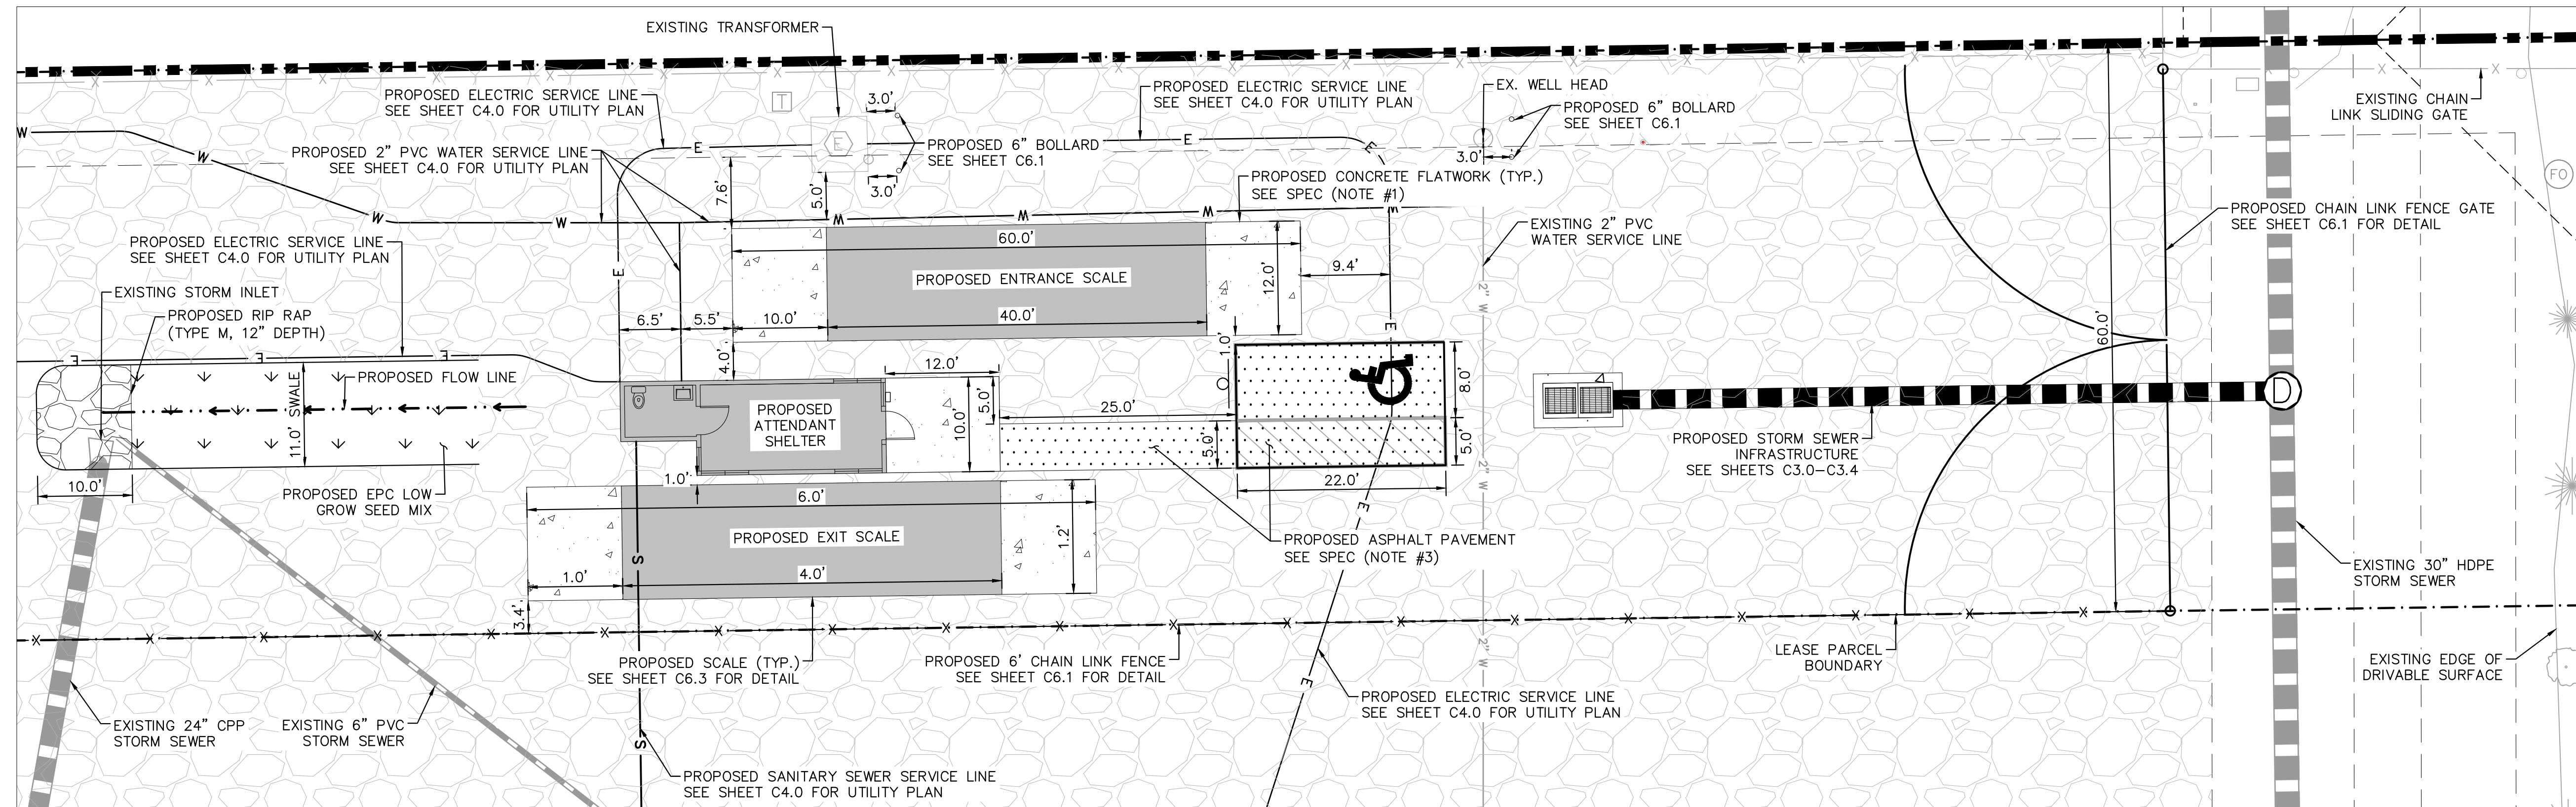 EXISTING TRANSFORMER
PROPOSED ELECTRIC SERVICE LINE
SEE SHEET C4.0 FOR UTILITY PLAN
T
3.0'
PROPOSED ELECTRIC SERVICE LINE
SEE SHEET C4.0 FOR UTILITY PLAN
EX. WELL HEAD
PROPOSED 6" BOLLARD
SEE SHEET C6.1
EXISTING CHAIN
LINK SLIDING GATE
W
W
PROPOSED 2" PVC WATER SERVICE LINE
SEE SHEET C4.0 FOR UTILITY PLAN
E
E
PROPOSED 6" BOLLARD
SEE SHEET C6.1
E
E
3.0'
3.0'
7.6'
5.0'
PROPOSED CONCRETE FLATWORK (TYP.)
SEE SPEC (NOTE #1)
FO
W
W
W
W
W
W
EXISTING 2" PVC
WATER SERVICE LINE
PROPOSED CHAIN LINK FENCE GATE
SEE SHEET C6.1 FOR DETAIL
PROPOSED ELECTRIC SERVICE LINE
SEE SHEET C4.0 FOR UTILITY PLAN
E
60.0'
PROPOSED ENTRANCE SCALE
12.0'
9.4'
2" W
EXISTING STORM INLET
PROPOSED RIP RAP
(TYPE M, 12" DEPTH)
6.5'
5.5'
10.0'
40.0'
E
60.0'
E
E
E
4.0'
1.0'
PROPOSED FLOW LINE
11.0' SWALE
12.0'
PROPOSED
ATTENDANT
SHELTER
10.0'
5.0'
25.0'
5.0'
8.0'
5.0'
D
PROPOSED STORM SEWER
INFRASTRUCTURE
SEE SHEETS C3.0-C3.4
10.0'
PROPOSED EPC LOW
GROW SEED MIX
1.0'
22.0'
2" W
6.0'
PROPOSED EXIT SCALE
1.2'
E
PROPOSED ASPHALT PAVEMENT
SEE SPEC (NOTE #3)
S
1.0'
4.0'
3.4'
EXISTING 30" HDPE
STORM SEWER
X X X X X X X X X X X X X X X X X X X
PROPOSED SCALE (TYP.)
SEE SHEET C6.3 FOR DETAIL
PROPOSED 6' CHAIN LINK FENCE
SEE SHEET C6.1 FOR DETAIL
2" W
LEASE PARCEL
BOUNDARY
EXISTING EDGE OF
DRIVABLE SURFACE
E
PROPOSED ELECTRIC SERVICE LINE
SEE SHEET C4.0 FOR UTILITY PLAN
EXISTING 24" CPP
STORM SEWER
EXISTING 6" PVC
STORM SEWER
S
PROPOSED SANITARY SEWER SERVICE LINE
SEE SHEET C4.0 FOR UTILITY PLAN